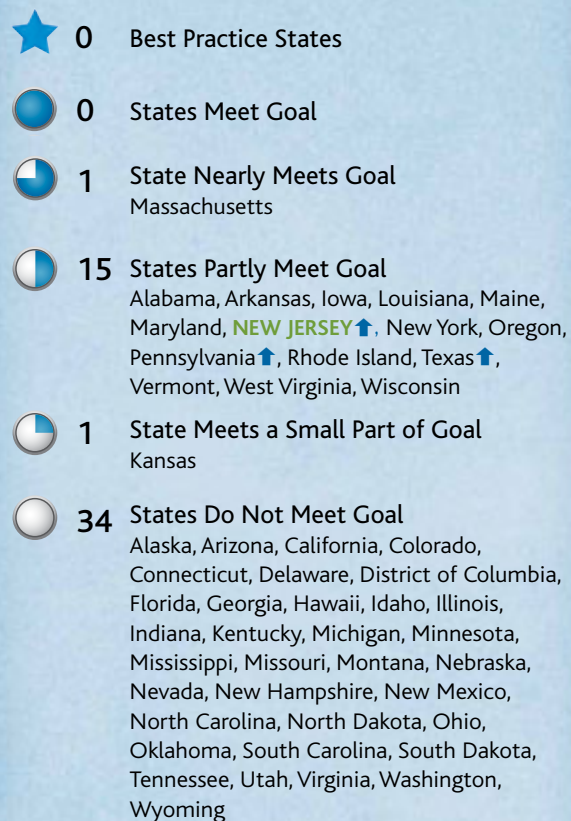 0 Best Practice States
0 States Meet Goal
1 State Nearly Meets Goal
Massachusetts
15 States Partly Meet Goal
Alabama, Arkansas, Iowa, Louisiana, Maine,
Maryland, NEW JERSEY⬆, New York, Oregon,
Pennsylvania⬆, Rhode Island, Texas⬆,
Vermont, West Virginia, Wisconsin
1 State Meets a Small Part of Goal
Kansas
34 States Do Not Meet Goal
Alaska, Arizona, California, Colorado,
Connecticut, Delaware, District of Columbia,
Florida, Georgia, Hawaii, Idaho, Illinois,
Indiana, Kentucky, Michigan, Minnesota,
Mississippi, Missouri, Montana, Nebraska,
Nevada, New Hampshire, New Mexico,
North Carolina, North Dakota, Ohio,
Oklahoma, South Carolina, South Dakota,
Tennessee, Utah, Virginia, Washington,
Wyoming